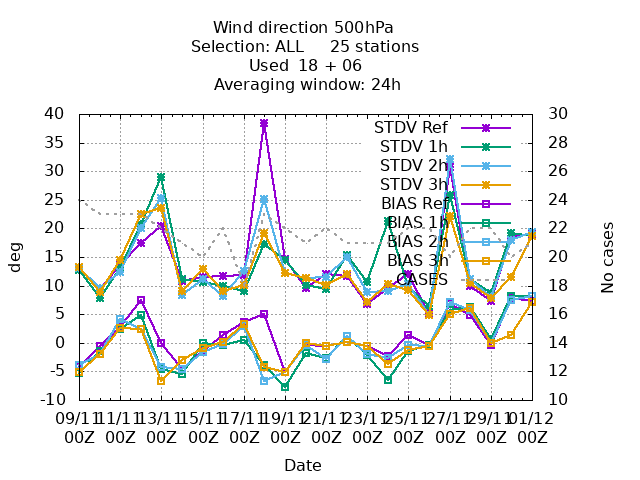 Wind direction 500hPa
Selection: ALL 25 stations
Used 18 + 06
Averaging window: 24h
40 30
35 28
30 26
25 24
20 22
15 20
10 18
5 16
0 14
-5 12
-10 10
deg
No cases
STDV Ref
STDV 1h
STDV 2h
STDV 3h
BIAS Ref
BIAS 1h
BIAS 2h
BIAS 3h
CASES
09/11 11/11 13/11 15/11 17/11 19/11 21/11 23/11 25/11 27/11 29/11 01/12
00Z 00Z 00Z 00Z 00Z 00Z 00Z 00Z 00Z 00Z 00Z 00Z
Date